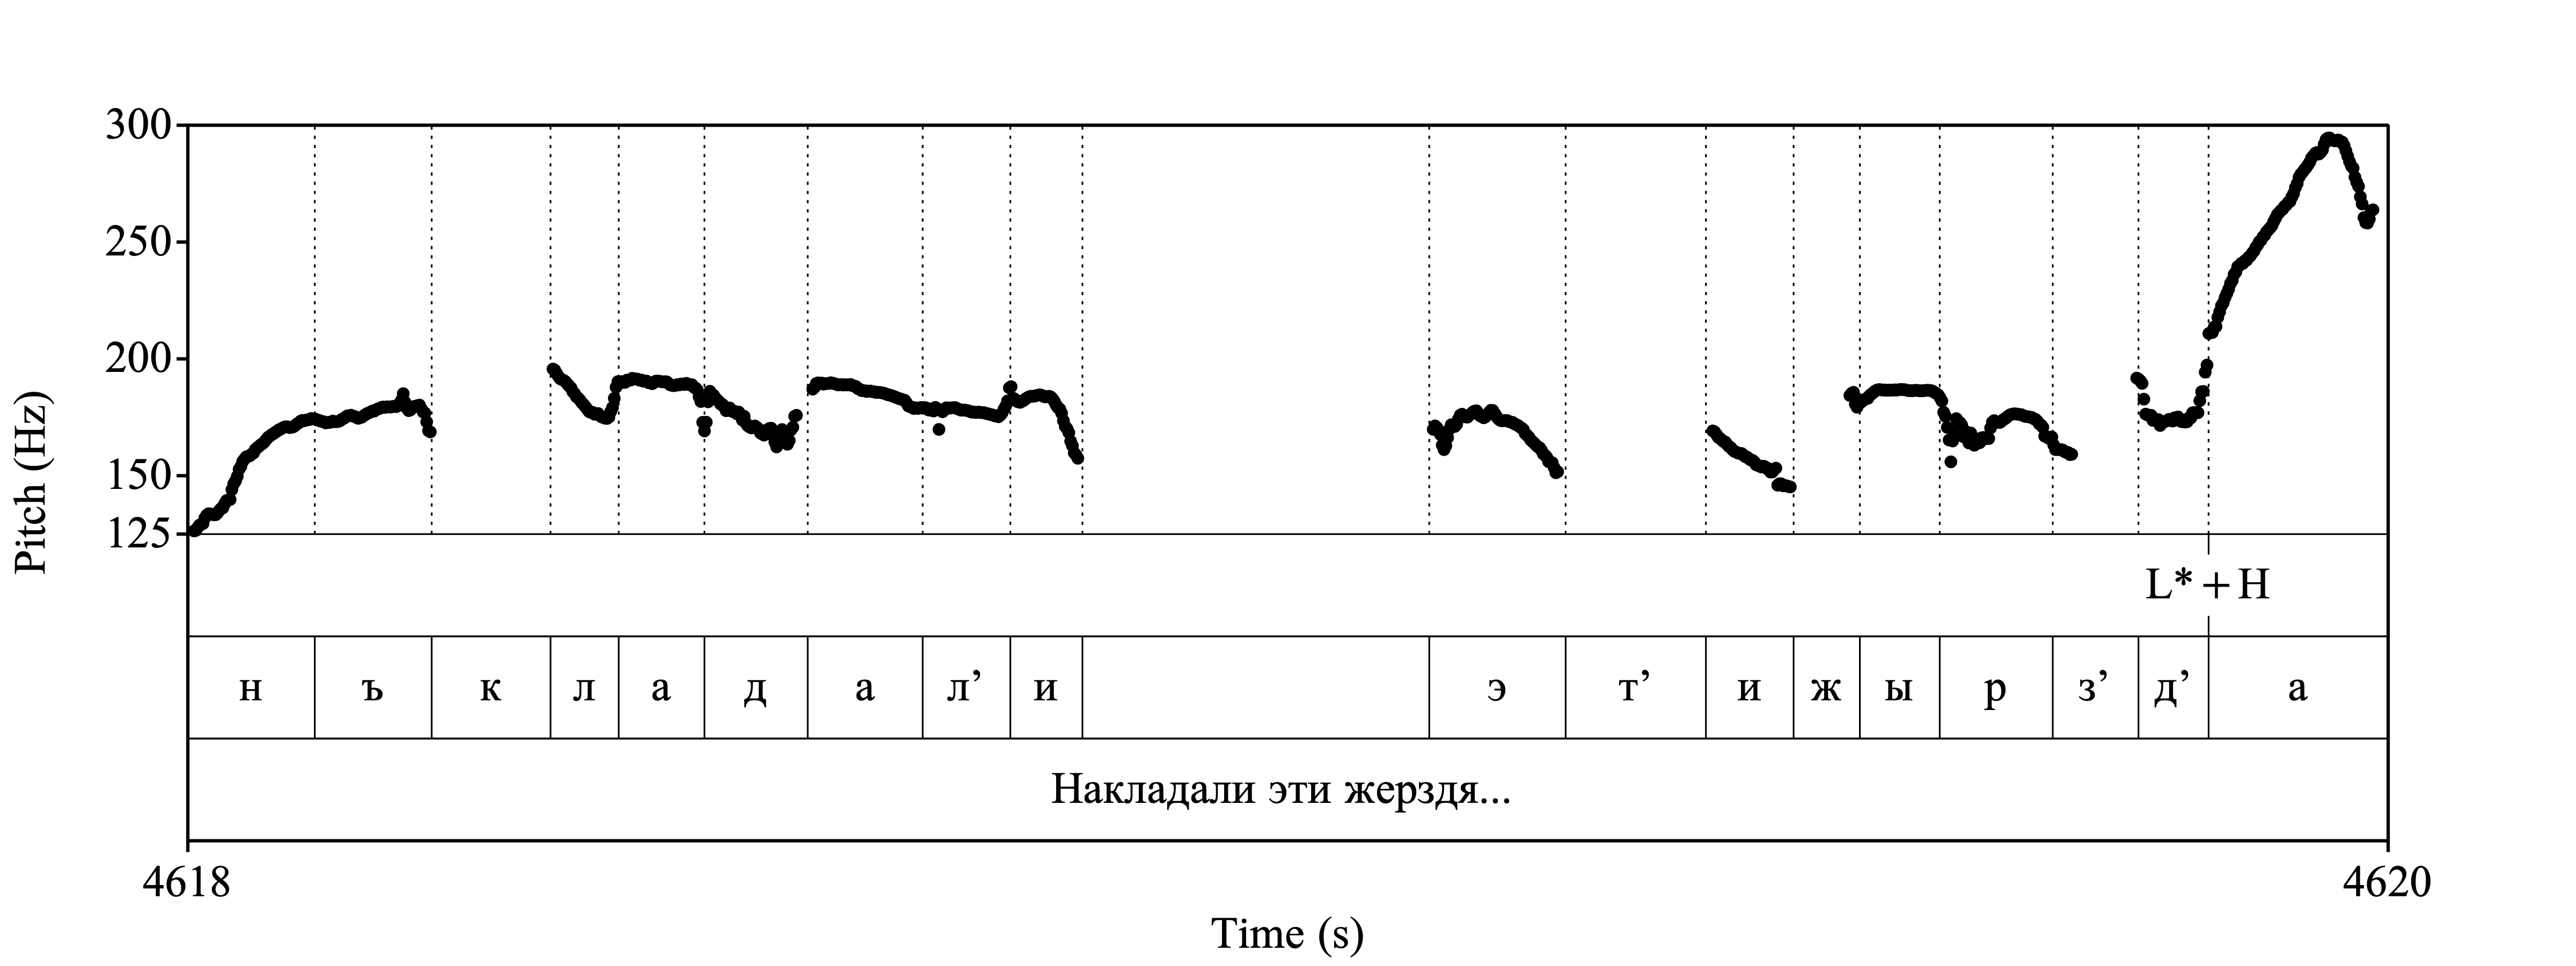 300
250
200
150
125
Pitch (Hz)
L* + H
н ъ к л а д а л’ и э т’ и ж ы р з’ д’ а
Накладали эти жерздя...
4618 4620
Time (s)